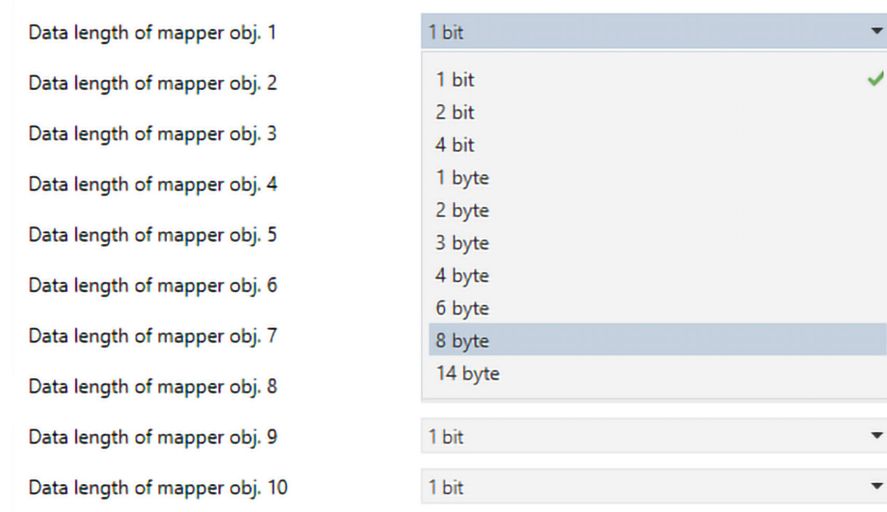 Data length of mapper obj. 1
1 bit
Data length of mapper obj. 2
Data length of mapper obj. 3
Data length of mapper obj. 4
Data length of mapper obj. 5
Data length of mapper obj. 6
Data length of mapper obj. 7
Data length of mapper obj. 8
1 bit
2 bit
4 bit
1 byte
2 byte
3 byte
4 byte
6 byte
8 byte
14 byte
Data length of mapper obj. 9
1 bit
Data length of mapper obj. 10
1 bit